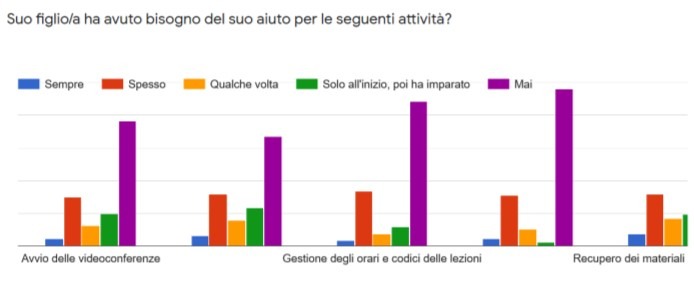 Suo figlio/a ha avuto bisogno del suo aiuto per le seguenti attività?
Sempre Spesso Qualche volta Solo all'inizio, poi ha imparato Mai
Avvio delle videoconferenze Gestione degli orari e codici delle lezioni Recupero dei materiali